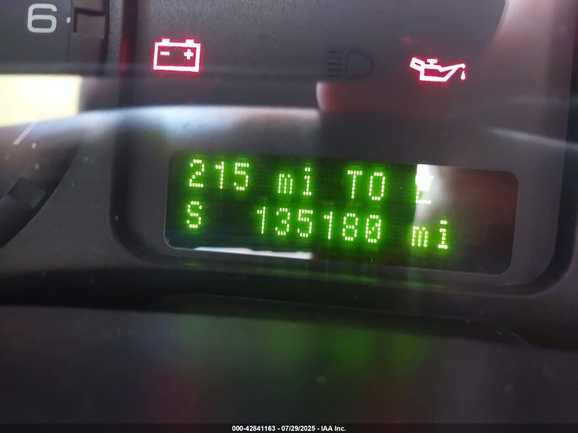 6
215 mi TO E
S 135180 mi
000-42841163 - 07/29/2025 - IAA Inc.